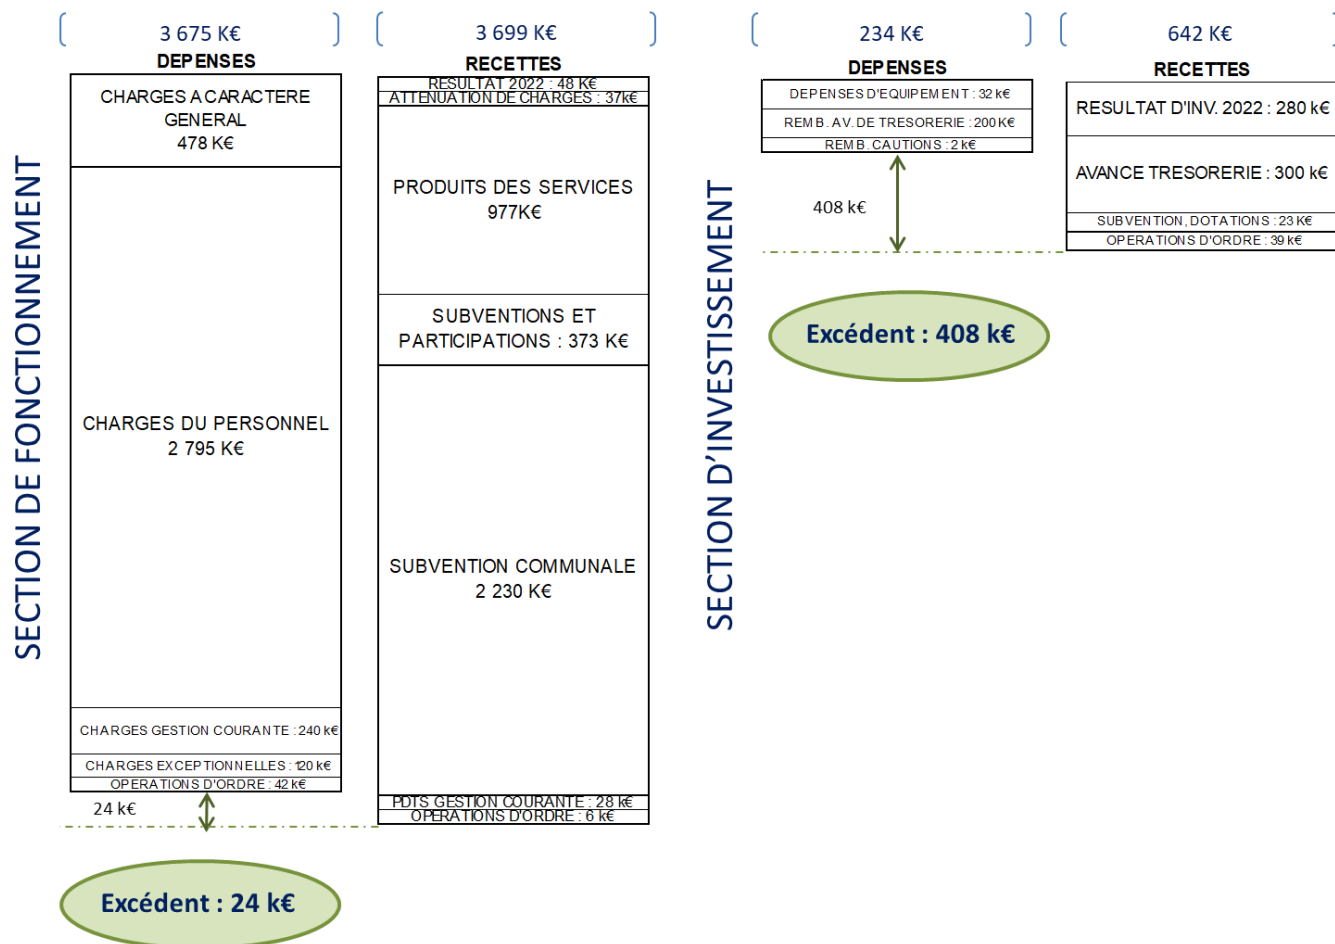 SECTION DE FONCTIONNEMENT
3 675 K€
DEPENSES
CHARGES A CARACTERE
GENERAL
478 K€
CHARGES DU PERSONNEL
2 795 K€
CHARGES GESTION COURANTE : 240 k€
CHARGES EXCEPTIONNELLES : 120 k€
OPERATIONS D'ORDRE : 42 k€
24 k€
Excédent : 24 k€
3 699 K€
RECETTES
RESULTAT 2022 : 48 K€
ATTENUATION DE CHARGES : 37k€
PRODUITS DES SERVICES
977K€
SUBVENTIONS ET
PARTICIPATIONS : 373 K€
SUBVENTION COMMUNALE
2 230 K€
PDTS GESTION COURANTE : 28 k€
OPERATIONS D'ORDRE : 6 k€
SECTION D’INVESTISSEMENT
234 K€
DEPENSES
DEPENSES D'EQUIPEMENT : 32 k€
REMB. AV. DE TRESORERIE : 200 K€
REMB. CAUTIONS : 2 k€
408 k€
Excédent : 408 k€
642 K€
RECETTES
RESULTAT D'INV. 2022 : 280 k€
AVANCE TRESORERIE : 300 k€
SUBVENTION, DOTATIONS : 23 K€
OPERATIONS D'ORDRE : 39 k€